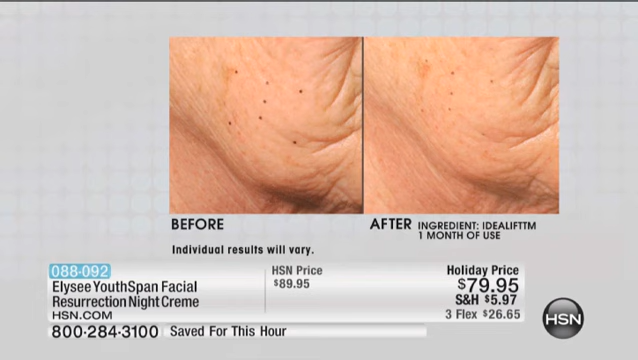 BEFORE
AFTER INGREDIENT: IDEALIFTTM
1 MONTH OF USE
Individual results will vary.
088-092
Elysee YouthSpan Facial
Resurrection Night Creme
HSN.COM
HSN Price
$89.95
Holiday Price
$79.95
S&H $5.97
3 Flex $26.65
HSN
800-284-3100 Saved For This Hour